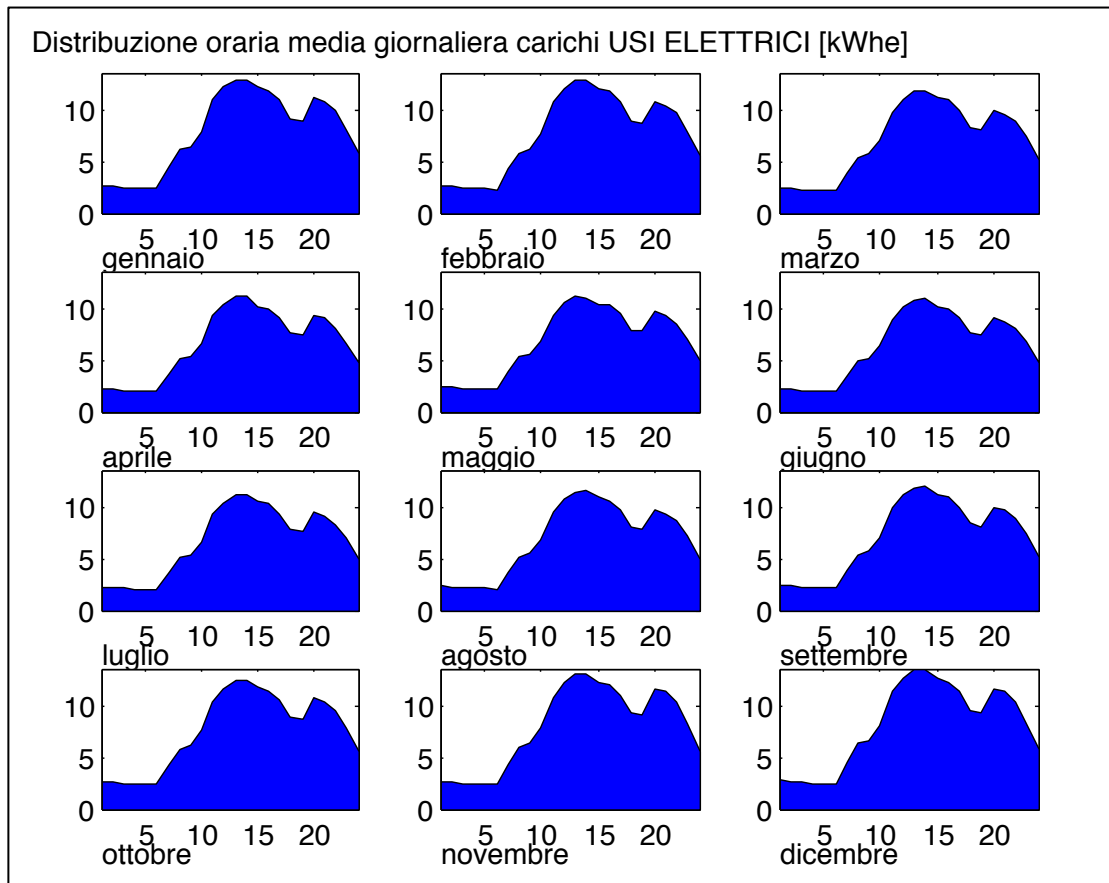 Distribuzione oraria media giornaliera carichi USI ELETTRICI [kWhe]
10 10 10
5 5 5
0 0 0
5 10 15 20 5 10 15 20 5 10 15 20
gennaio febbraio marzo
10 10 10
5 5 5
0 0 0
5 10 15 20 5 10 15 20 5 10 15 20
aprile maggio giugno
10 10 10
5 5 5
0 0 0
5 10 15 20 5 10 15 20 5 10 15 20
luglio agosto settembre
10 10 10
5 5 5
0 0 0
5 10 15 20 5 10 15 20 5 10 15 20
ottobre novembre dicembre